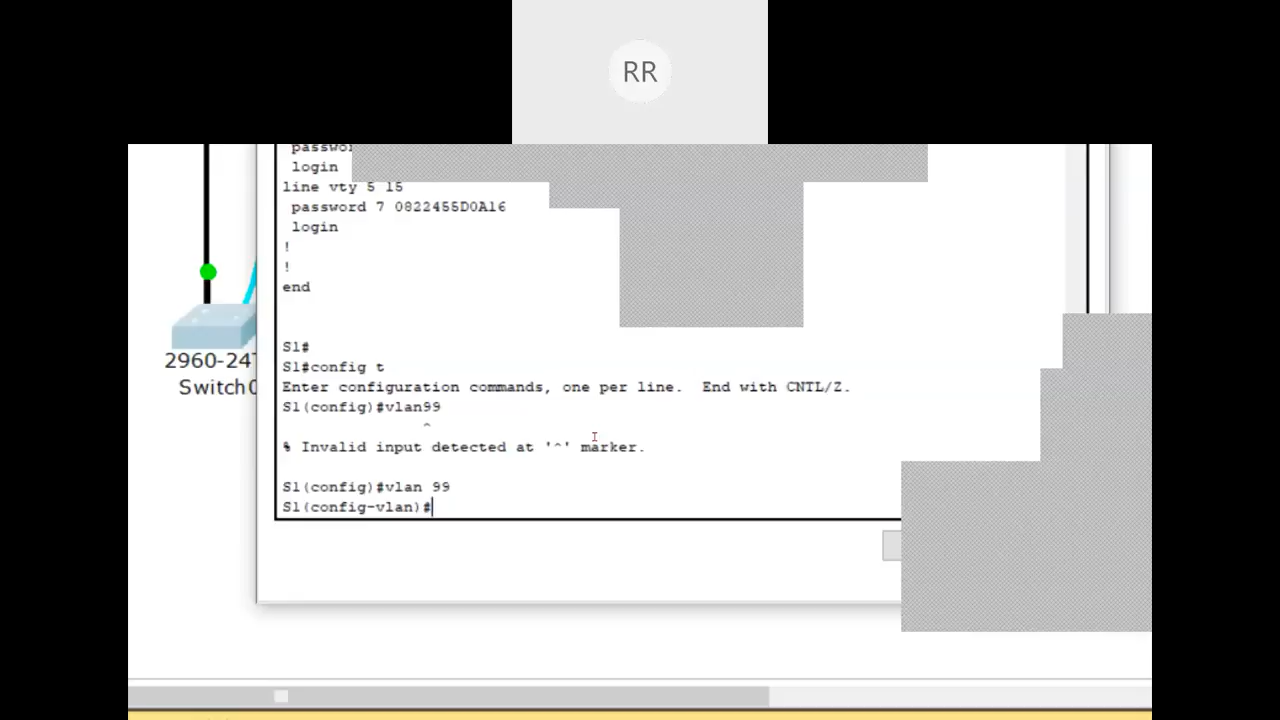 RR
login
line vty 5 15
password 7 0822455D0A16
login
!
!
end
S1#
S1#config t
Enter configuration commands, one per line. End with CNTL/Z.
S1(config)#vlan99
^
% Invalid input detected at '^' marker.
S1(config)#vlan 99
S1(config-vlan)#
2960-24
Switch0